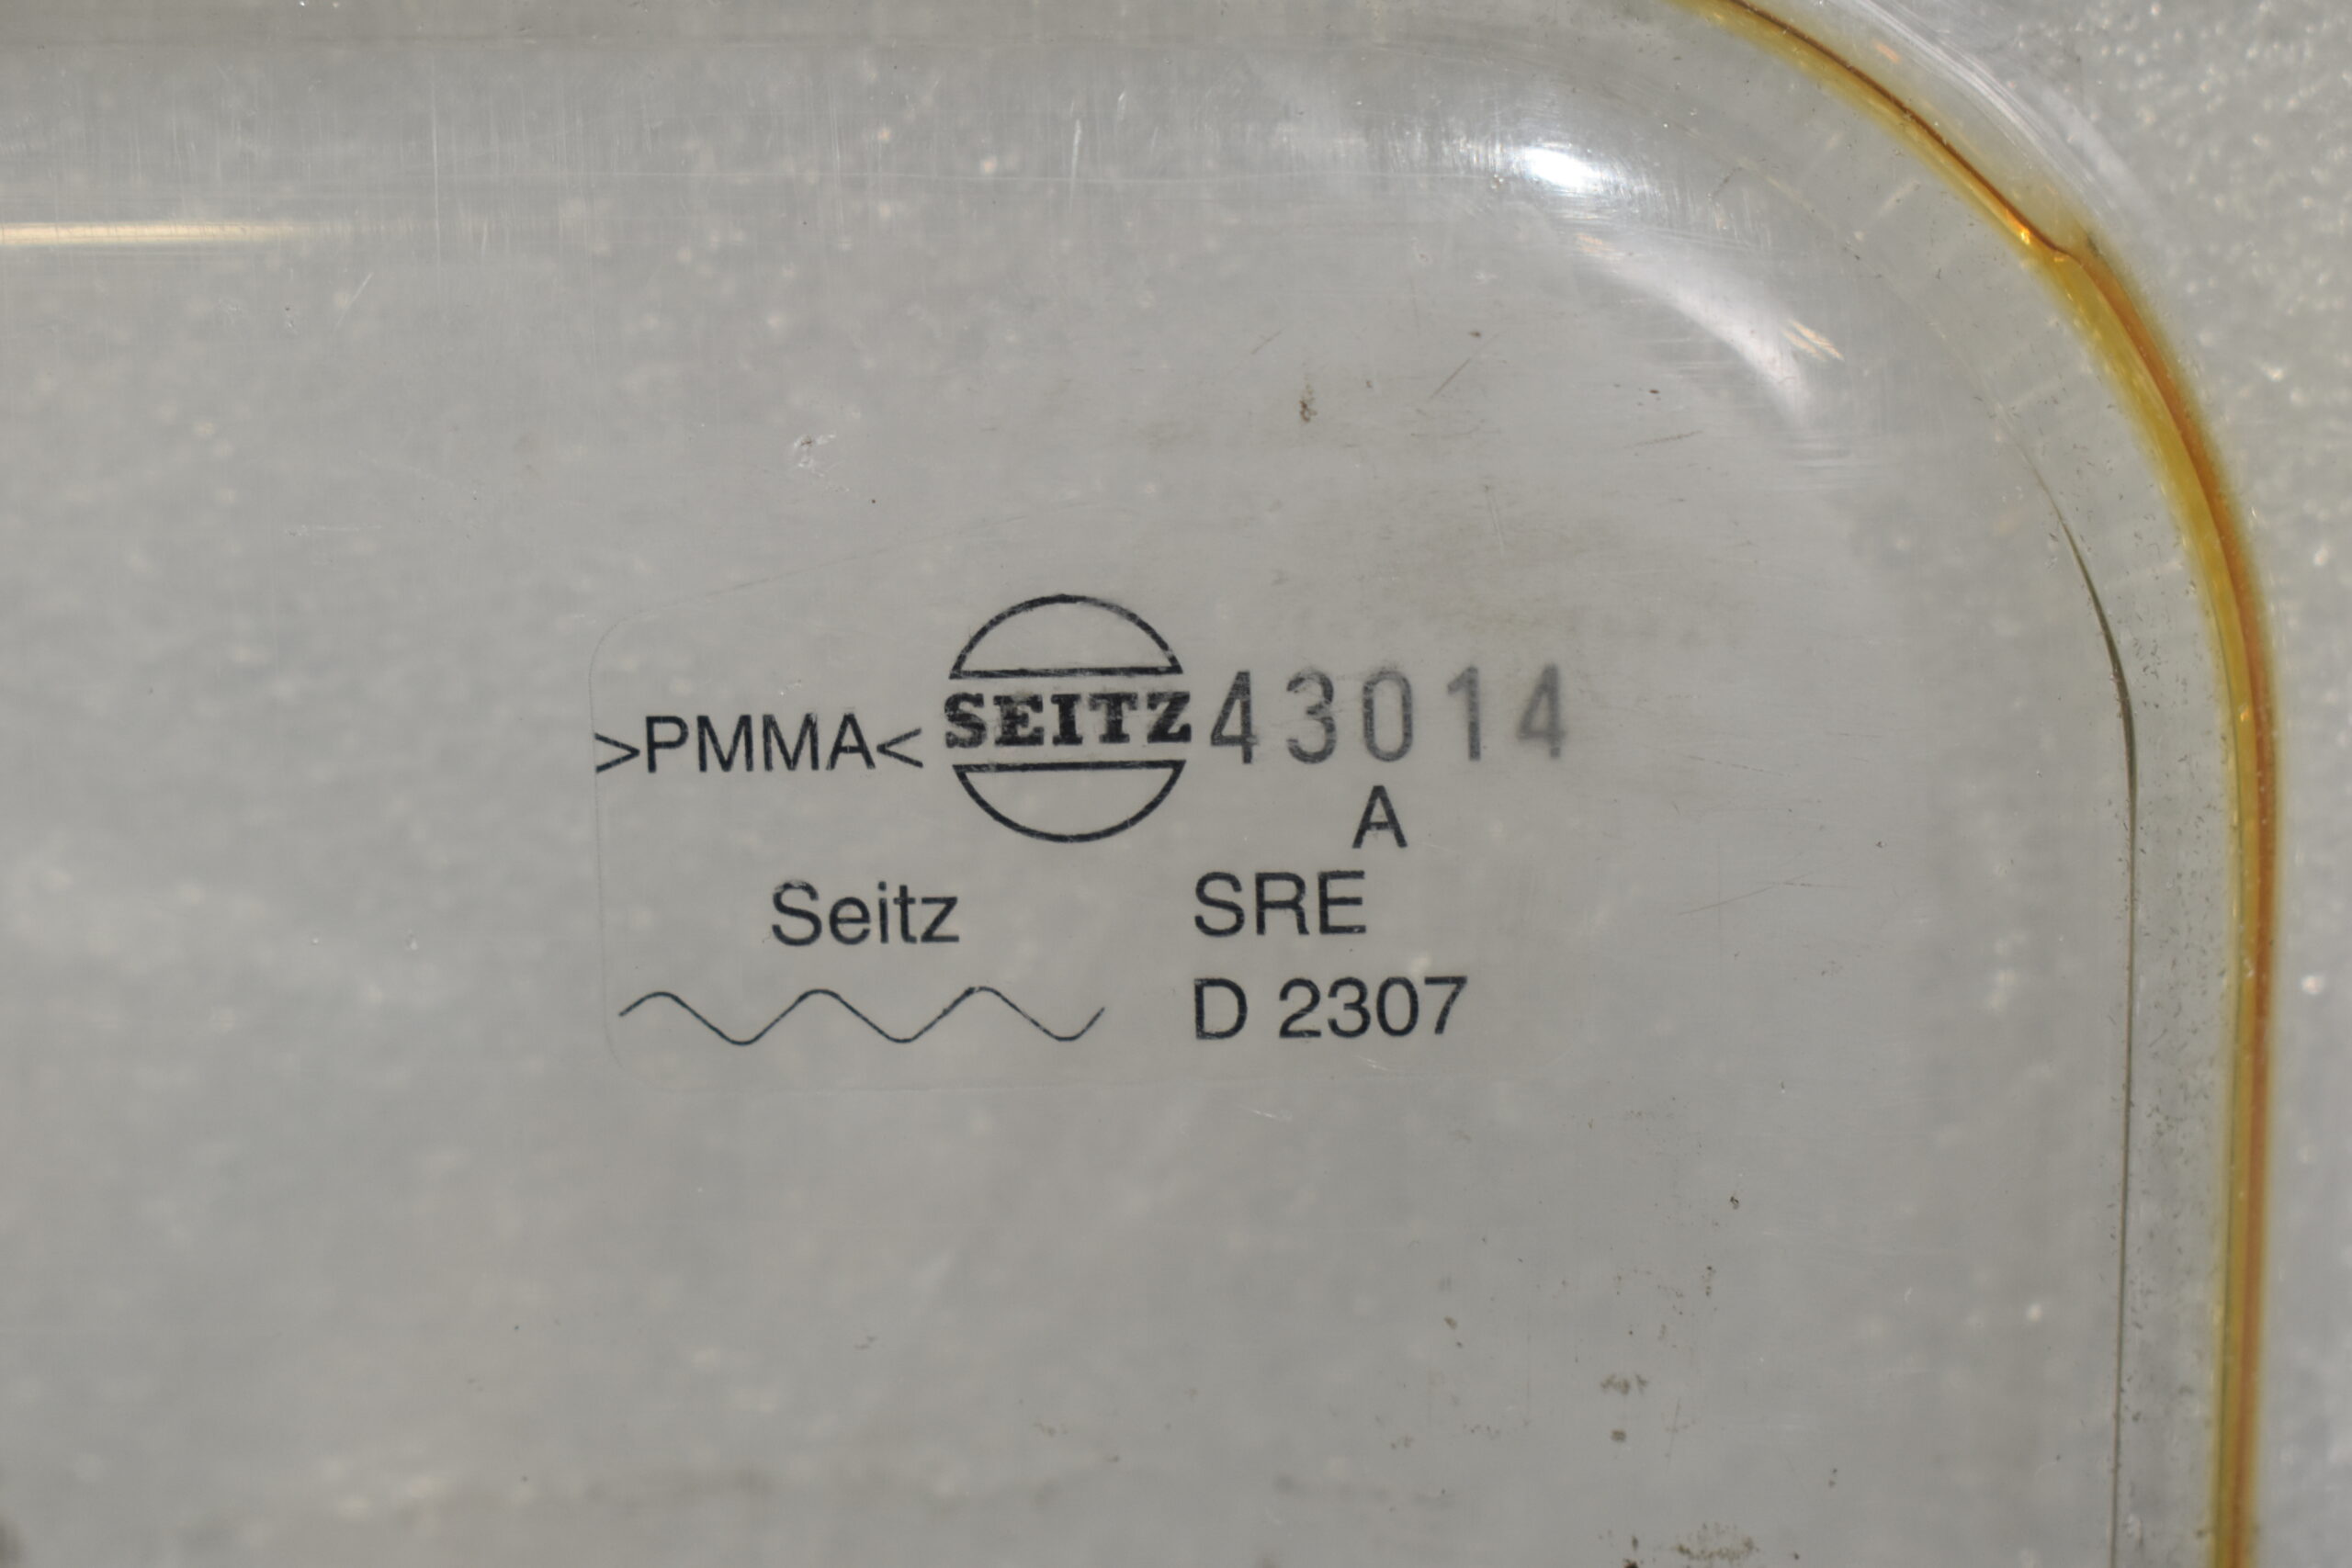 >PMMA< SEITZ 43014
A
Seitz SRE
D 2307